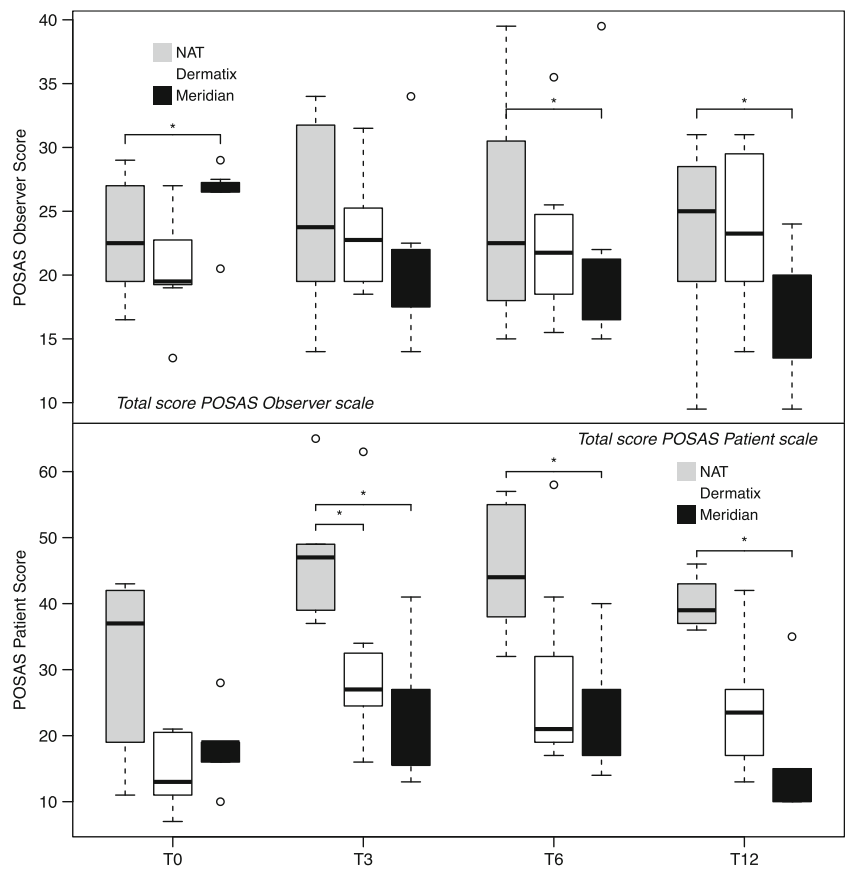 40
35
30
25
20
15
10
POSAS Observer Score
NAT
Dermatix
Meridian
*
*
*
Total score POSAS Observer scale
Total score POSAS Patient scale
60
50
40
30
20
10
POSAS Patient Score
NAT
Dermatix
Meridian
*
*
*
*
T0
T3
T6
T12